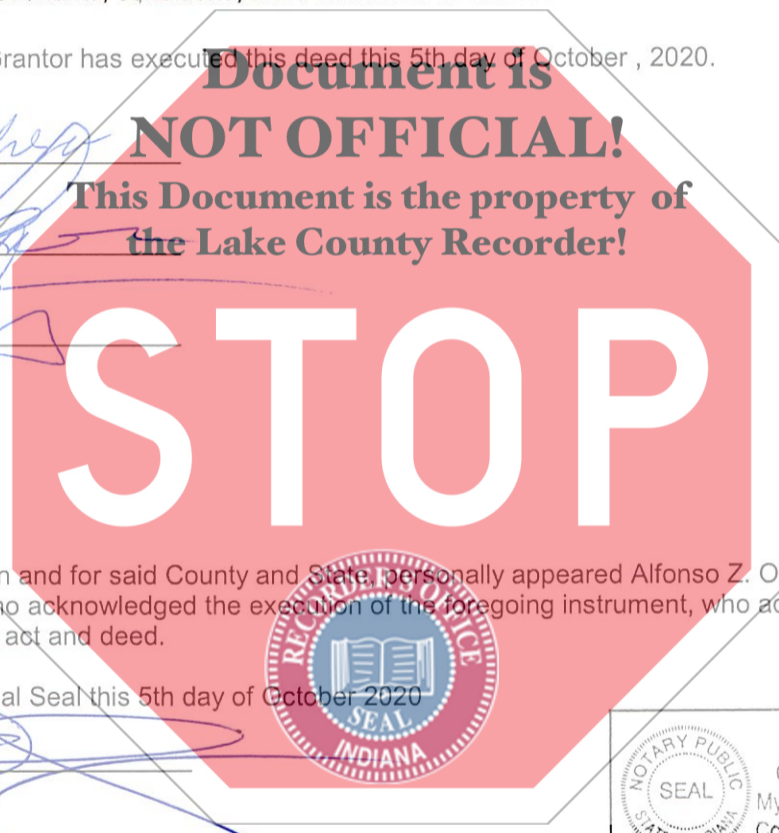 Grantor has executed this deed this 5th day of October , 2020.
Document is
NOT OFFICIAL!
This Document is the property of
the Lake County Recorder!
STOP
and for said County and State, personally appeared Alfonso Z. O
acknowledged the execution of the foregoing instrument, who
act and deed.
Seal this 5th day of October 2020
RECORDER'S OFFICE
SEAL
INDIANA
NOTARY PUBLIC
SEAL
My